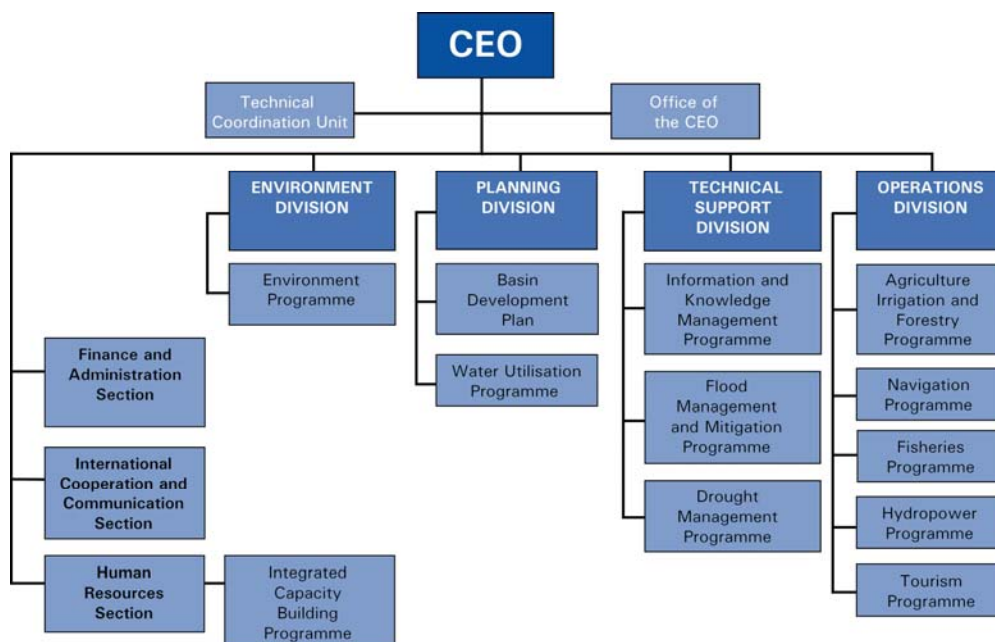 CEO
Technical
Coordination Unit
Office of
the CEO
ENVIRONMENT
DIVISION
PLANNING
DIVISION
TECHNICAL
SUPPORT
DIVISION
OPERATIONS
DIVISION
Environment
Programme
Basin
Development
Plan
Water Utilisation
Programme
Information and
Knowledge
Management
Programme
Flood
Management
and Mitigation
Programme
Drought
Management
Programme
Agriculture
Irrigation and
Forestry
Programme
Navigation
Programme
Fisheries
Programme
Hydropower
Programme
Tourism
Programme
Finance and
Administration
Section
International
Cooperation and
Communication
Section
Human
Resources
Section
Integrated
Capacity
Building
Programme